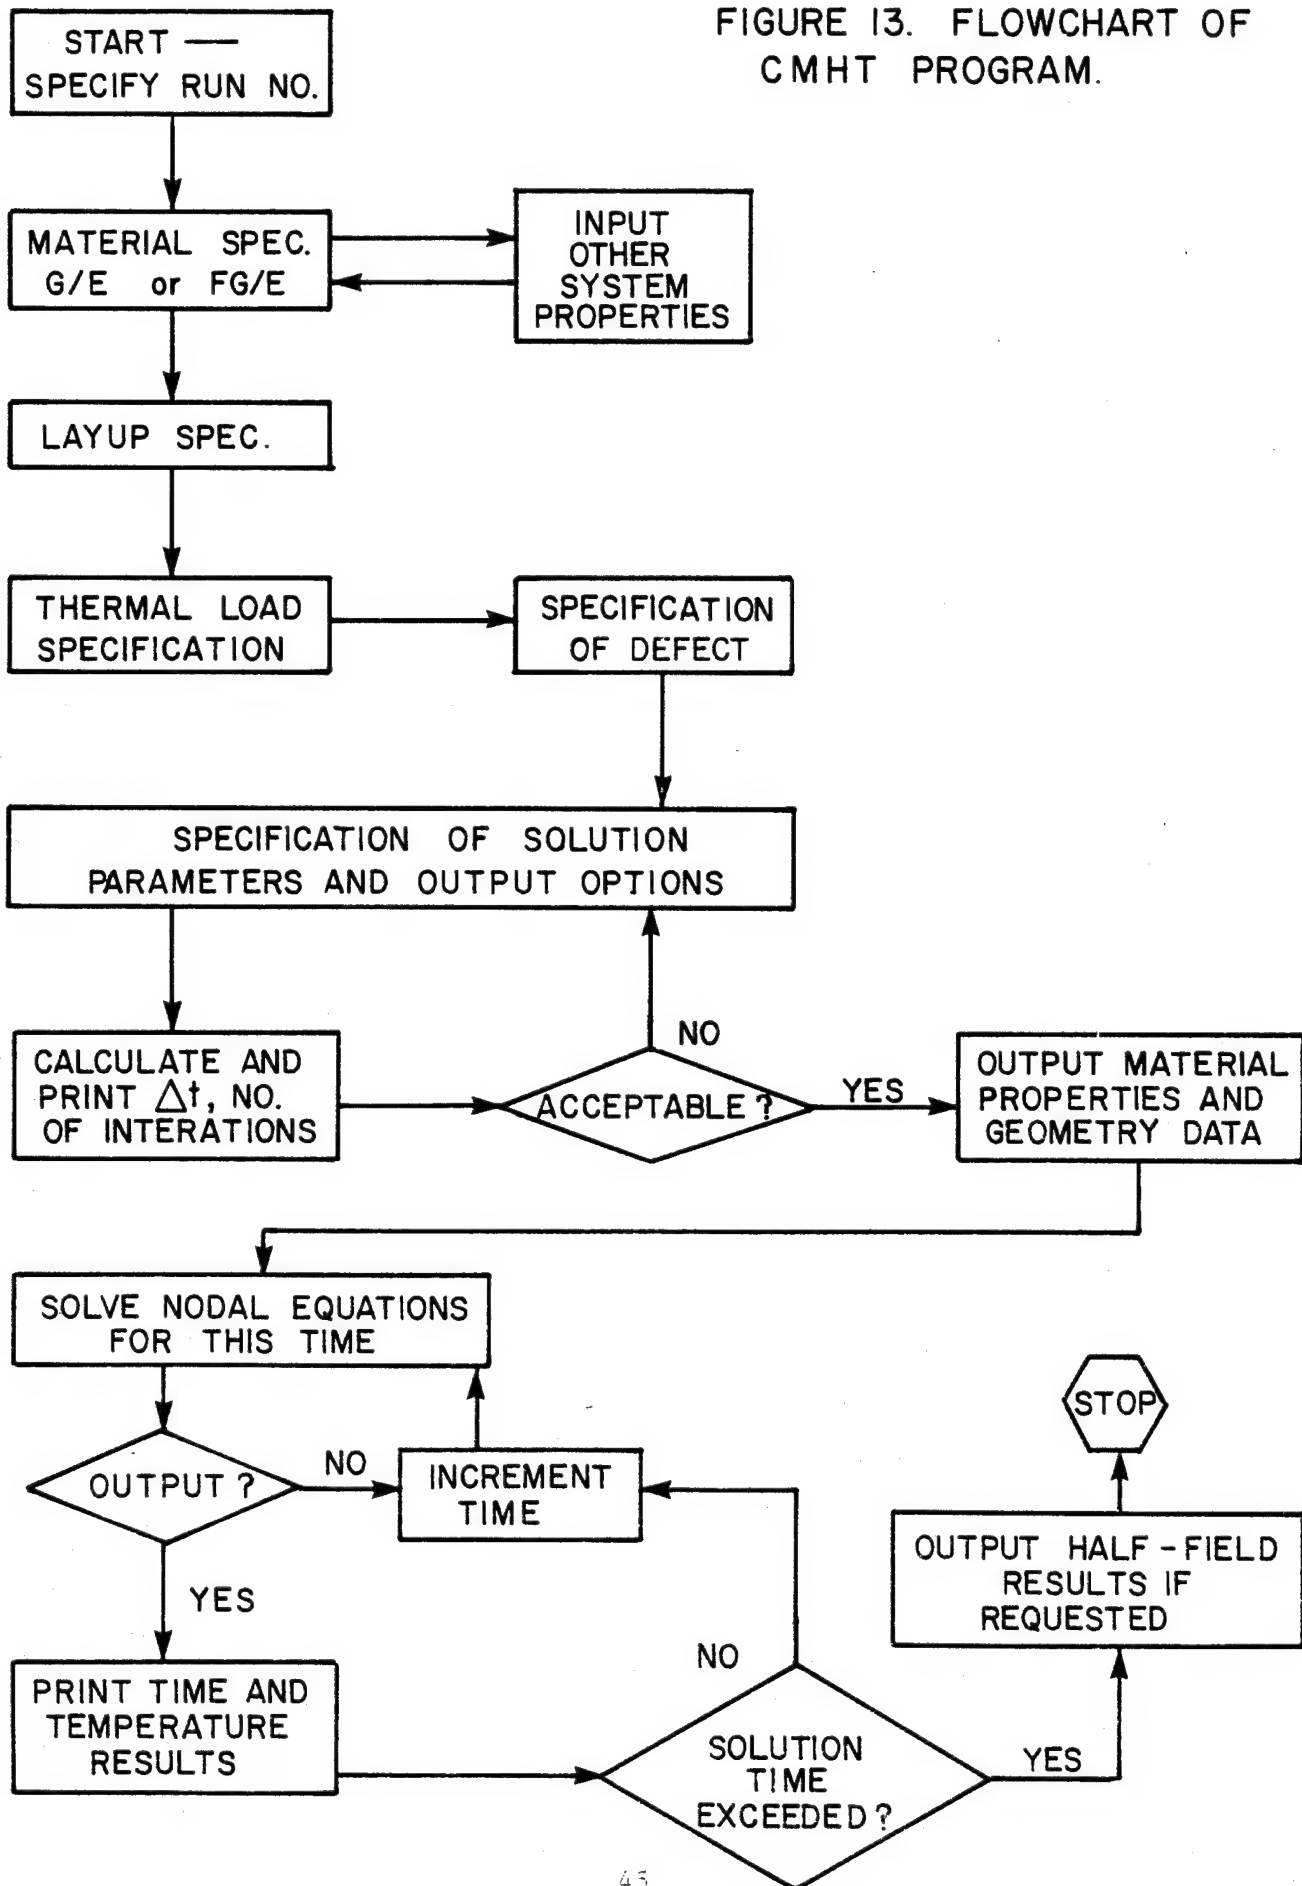 FIGURE 13. FLOWCHART OF
CMHT PROGRAM.
START —
SPECIFY RUN NO.
MATERIAL SPEC.
G/E or FG/E
INPUT
OTHER
SYSTEM
PROPERTIES
LAYUP SPEC.
THERMAL LOAD
SPECIFICATION
SPECIFICATION
OF DEFECT
SPECIFICATION OF SOLUTION
PARAMETERS AND OUTPUT OPTIONS
CALCULATE AND
PRINT Δt, NO.
OF INTERATIONS
NO
ACCEPTABLE?
YES
OUTPUT MATERIAL
PROPERTIES AND
GEOMETRY DATA
SOLVE NODAL EQUATIONS
FOR THIS TIME
OUTPUT?
NO
INCREMENT
TIME
YES
PRINT TIME AND
TEMPERATURE
RESULTS
NO
SOLUTION
TIME
EXCEEDED?
YES
OUTPUT HALF-FIELD
RESULTS IF
REQUESTED
STOP
43